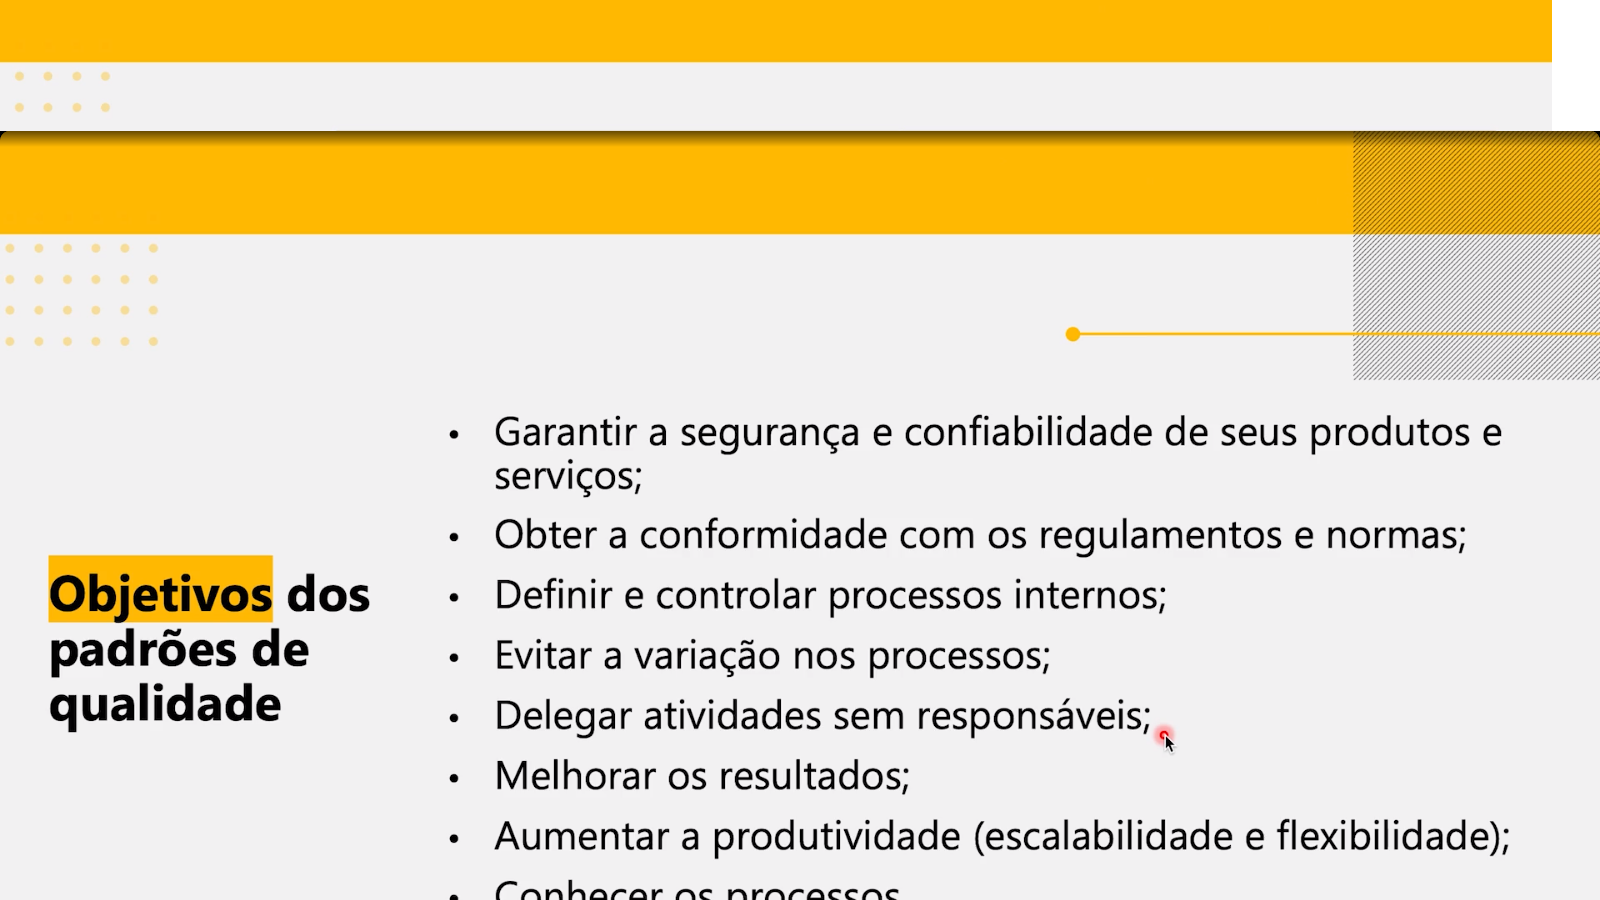 Objetivos dos
padrões de
qualidade
• Garantir a segurança e confiabilidade de seus produtos e
serviços;
• Obter a conformidade com os regulamentos e normas;
• Definir e controlar processos internos;
• Evitar a variação nos processos;
• Delegar atividades sem responsáveis;
• Melhorar os resultados;
• Aumentar a produtividade (escalabilidade e flexibilidade);
• Conhecer os processos